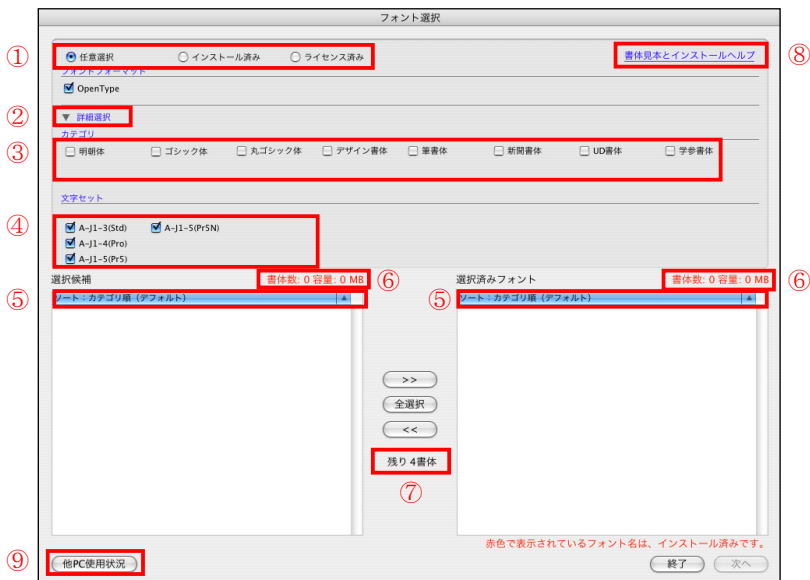 フォント選択
① 任意選択 インストール済み ライセンス済み 書体見本とインストールヘルプ ⑧
フォントフォーマット
OpenType
② ▼ 詳細選択
カテゴリ
③ 明朝体 ゴシック体 丸ゴシック体 デザイン書体 筆書体 新聞書体 UD書体 学参書体
文字セット
④ A-J1-3(Std) A-J1-5(Pr5N)
A-J1-4(Pro)
A-J1-5(Pr5)
選択候補 書体数: 0 容量: 0 MB ⑥ 選択済みフォント 書体数: 0 容量: 0 MB ⑥
⑤ ソート：カテゴリ順（デフォルト） ⑤ ソート：カテゴリ順（デフォルト）
>>
全選択
<<
残り 4書体
⑦
赤色で表示されているフォント名は、インストール済みです。
⑨ 他PC使用状況 終了 次へ